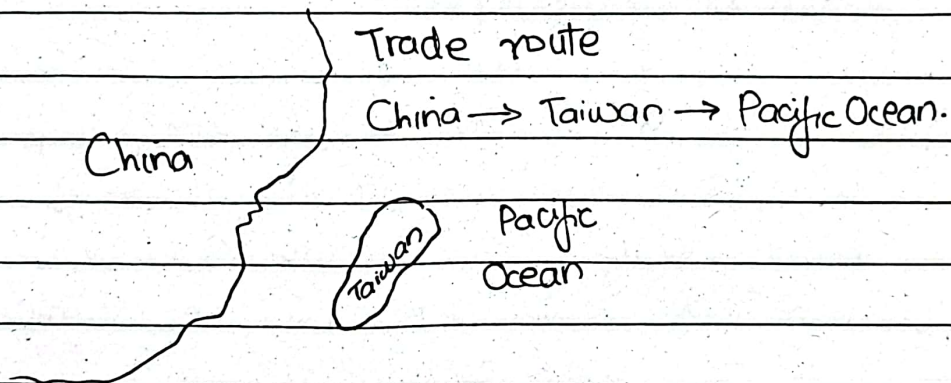 Trade route
China → Taiwan → Pacific Ocean.
China
Taiwan
Pacific
Ocean